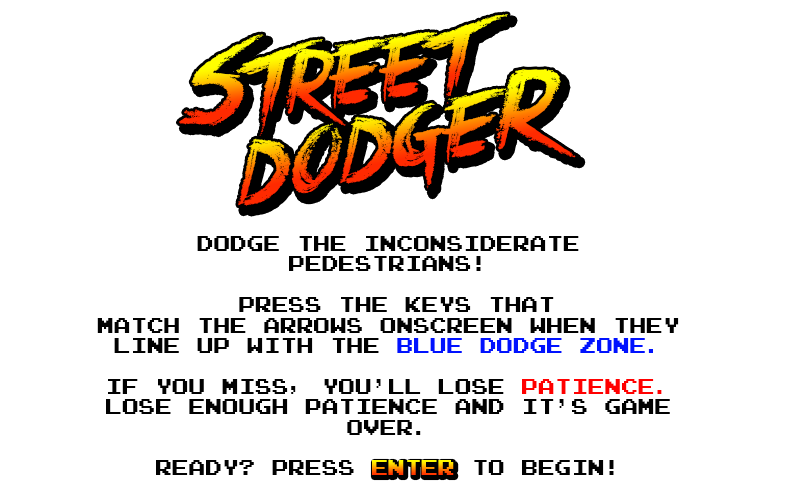 STREET
DODGER
DODGE THE INCONSIDERATE
PEDESTRIANS!
PRESS THE KEYS THAT
MATCH THE ARROWS ONSCREEN WHEN THEY
LINE UP WITH THE BLUE DODGE ZONE.
IF YOU MISS, YOU'LL LOSE PATIENCE.
LOSE ENOUGH PATIENCE AND IT'S GAME
OVER.
READY? PRESS ENTER TO BEGIN!